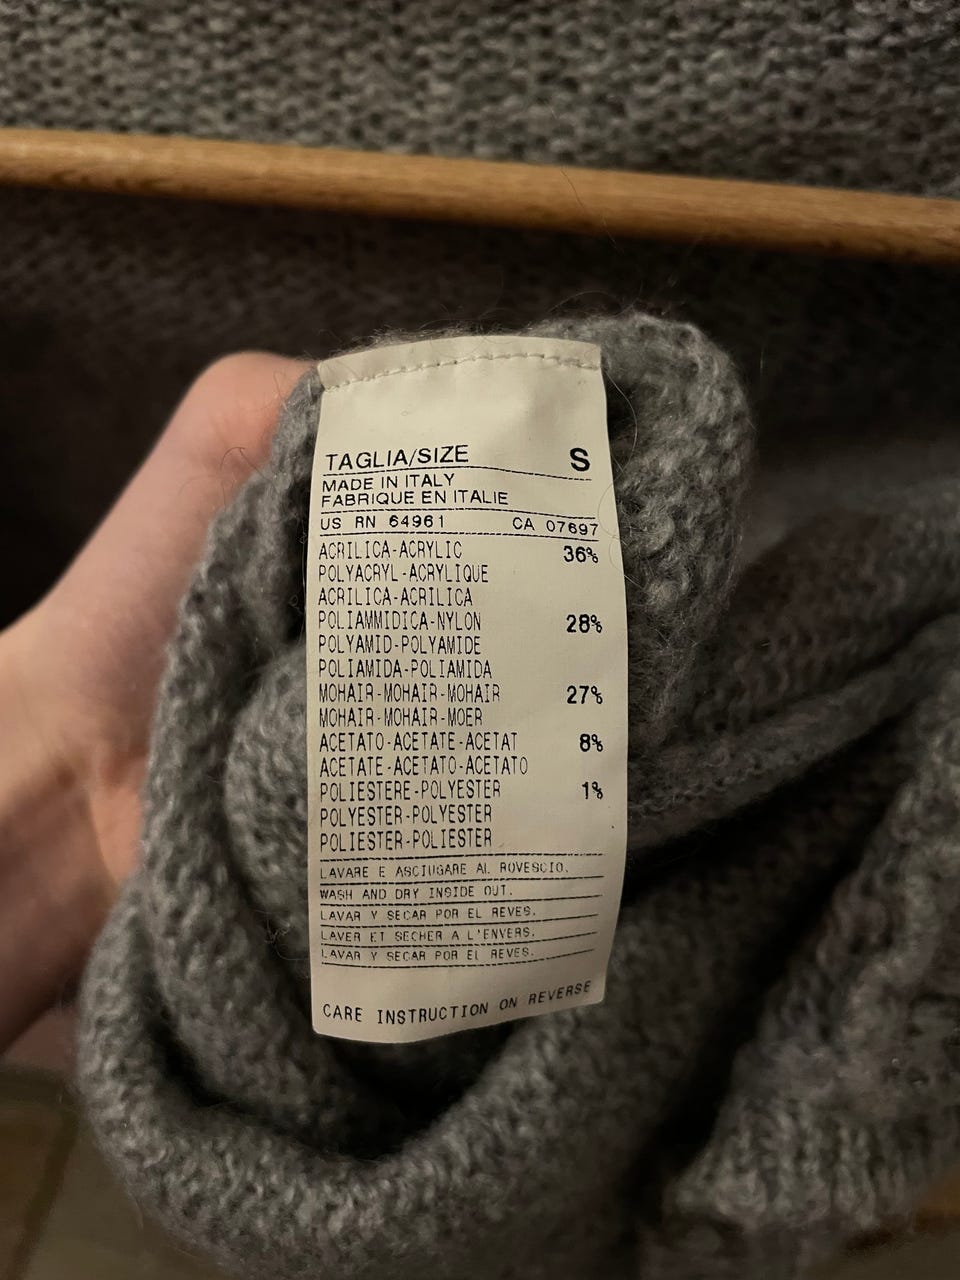 TAGLIA/SIZE S
MADE IN ITALY
FABRIQUE EN ITALIE
US RN 64961 CA 07697
ACRILICA-ACRYLIC 36%
POLYACRYL-ACRYLIQUE
ACRILICA-ACRILICA
POLIAMMIDICA-NYLON 28%
POLYAMID-POLYAMIDE
POLIAMIDA-POLIAMIDA
MOHAIR-MOHAIR-MOHAIR 27%
MOHAIR-MOHAIR-MOER
ACETATO-ACETATE-ACETAT 8%
ACETATE-ACETATO-ACETATO
POLIESTERE-POLYESTER 1%
POLYESTER-POLYESTER
POLIESTER-POLIESTER
LAVARE E ASCIUGARE AL ROVESCIO.
WASH AND DRY INSIDE OUT.
LAVAR Y SECAR POR EL REVES.
LAVER ET SECHER A L'ENVERS.
LAVAR Y SECAR POR EL REVES.
CARE INSTRUCTION ON REVERSE